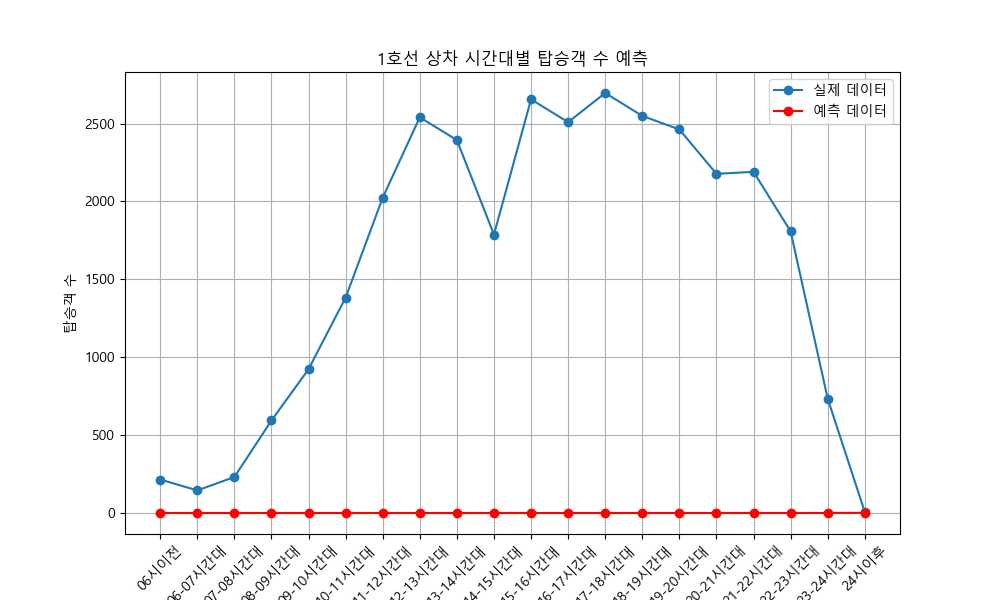 1호선 상차 시간대별 탑승객 수 예측
실제 데이터
예측 데이터
탑승객 수
2500
2000
1500
1000
500
0
06시이전
06-07시간대
07-08시간대
08-09시간대
09-10시간대
10-11시간대
11-12시간대
12-13시간대
13-14시간대
14-15시간대
15-16시간대
16-17시간대
17-18시간대
18-19시간대
19-20시간대
20-21시간대
21-22시간대
22-23시간대
23-24시간대
24시이후